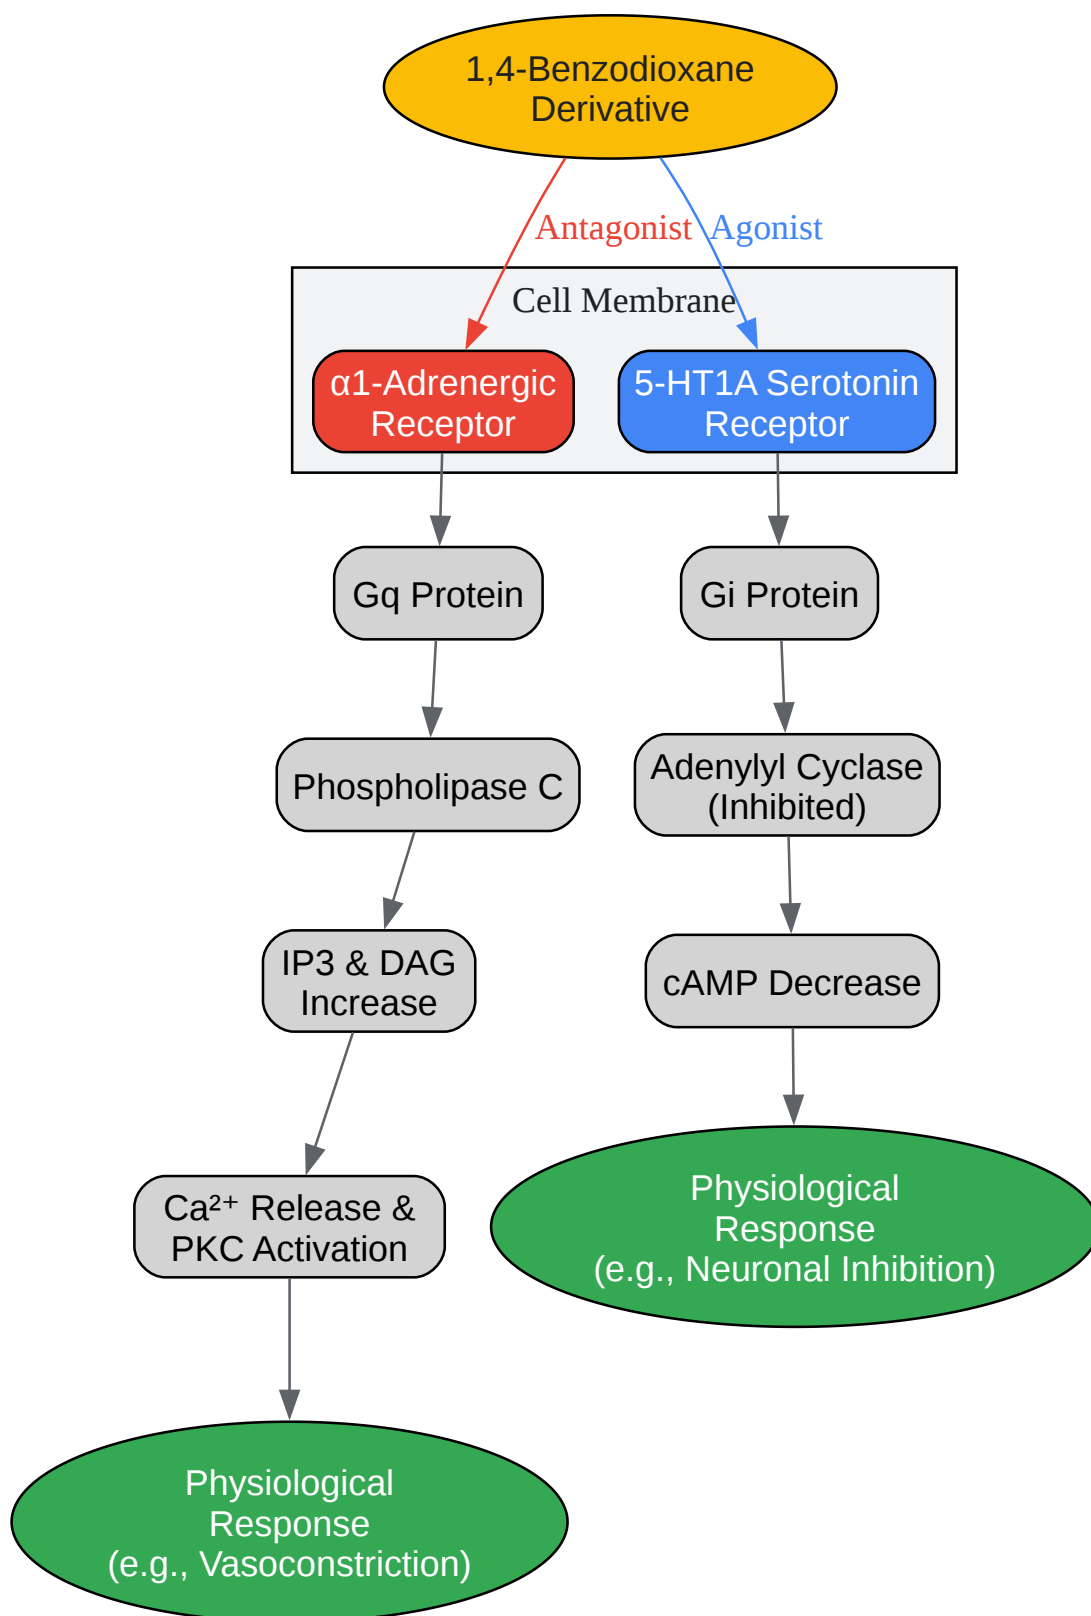 1,4-Benzodioxane
Derivative
Antagonist
Agonist
Cell Membrane
α1-Adrenergic
Receptor
5-HT1A Serotonin
Receptor
Gq Protein
Gi Protein
Phospholipase C
Adenylyl Cyclase
(Inhibited)
IP3 & DAG
Increase
cAMP Decrease
Ca²⁺ Release &
PKC Activation
Physiological
Response
(e.g., Neuronal Inhibition)
Physiological
Response
(e.g., Vasoconstriction)